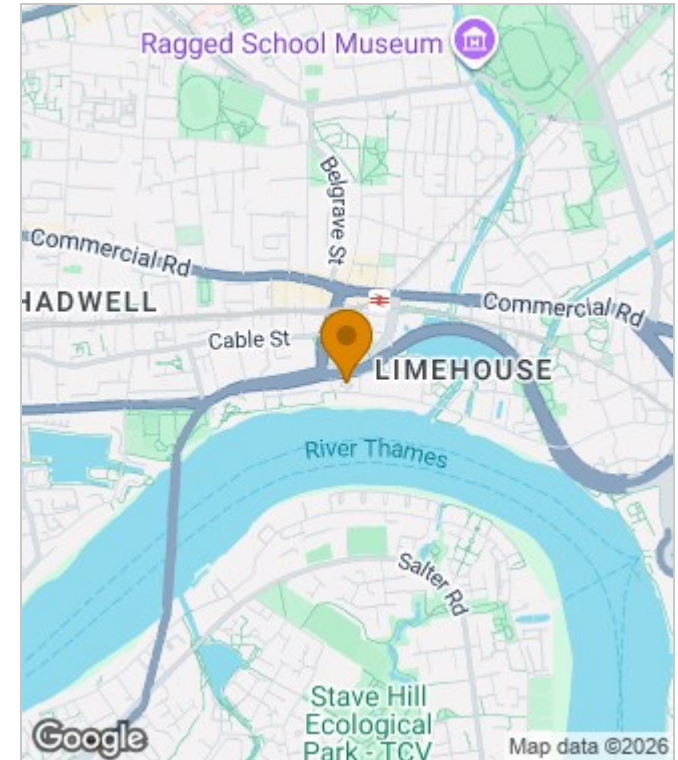 Ragged School Museum
Belgrave St
Commercial Rd
HADWELL
Commercial Rd
Cable St
LIMEHOUSE
River Thames
Salter Rd
Stave Hill
Ecological
Park - TCV
Google
Map data ©2026